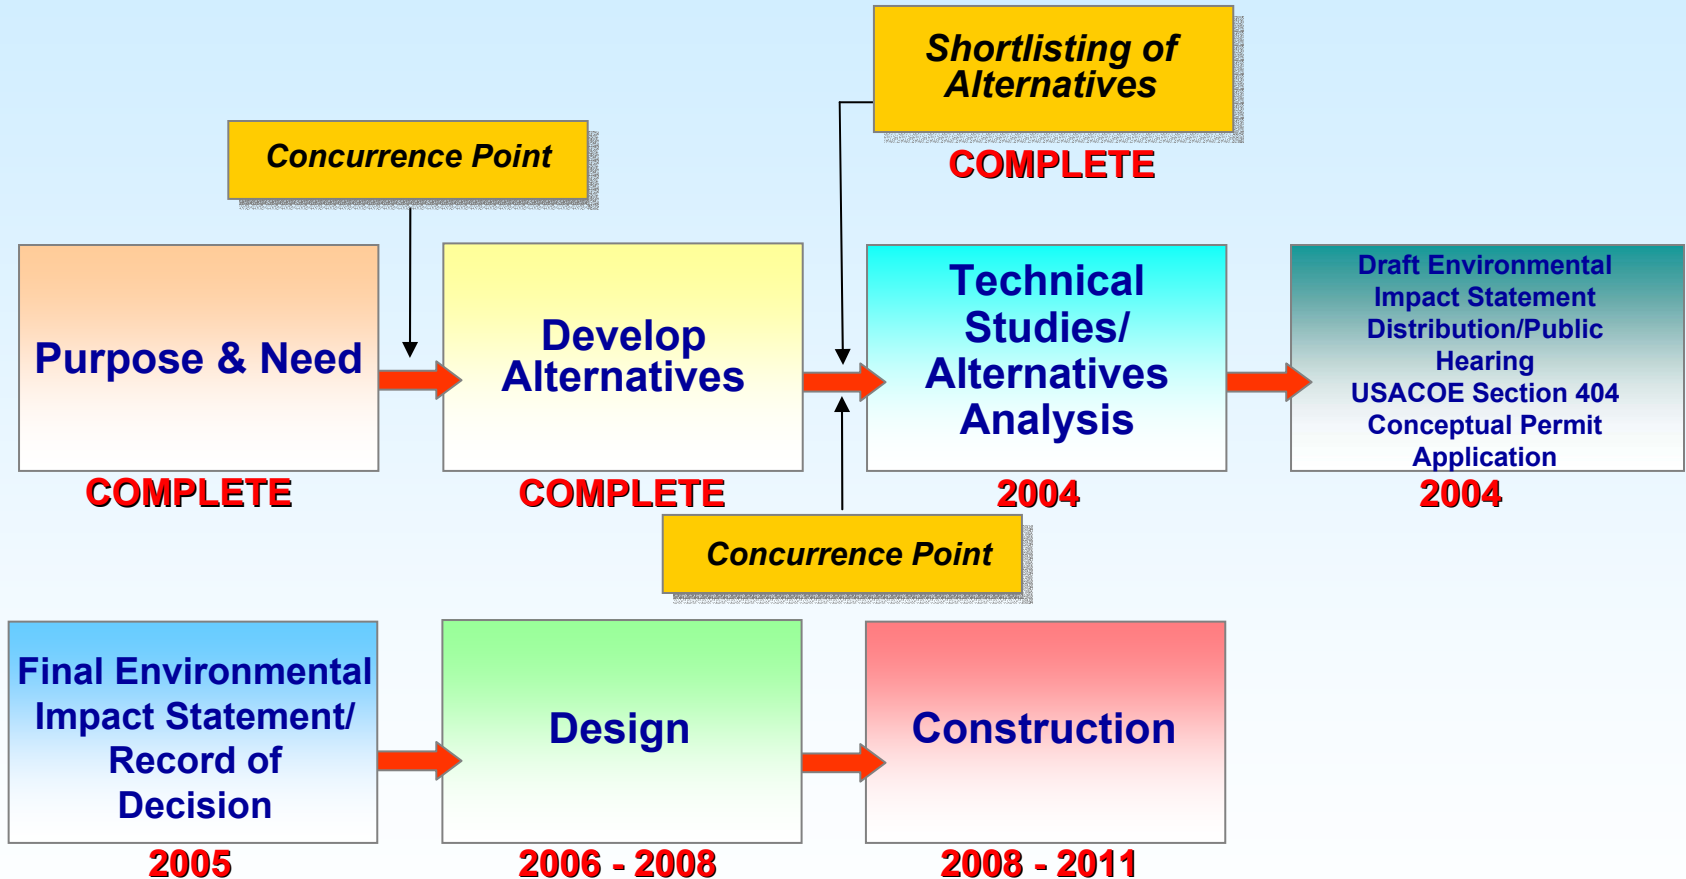 Shortlisting of
Alternatives
COMPLETE
Concurrence Point
Purpose & Need
COMPLETE
Develop
Alternatives
COMPLETE
Technical
Studies/
Alternatives
Analysis
2004
Draft Environmental
Impact Statement
Distribution/Public
Hearing
USACOE Section 404
Conceptual Permit
Application
2004
Concurrence Point
Final Environmental
Impact Statement/
Record of
Decision
2005
Design
2006 - 2008
Construction
2008 - 2011